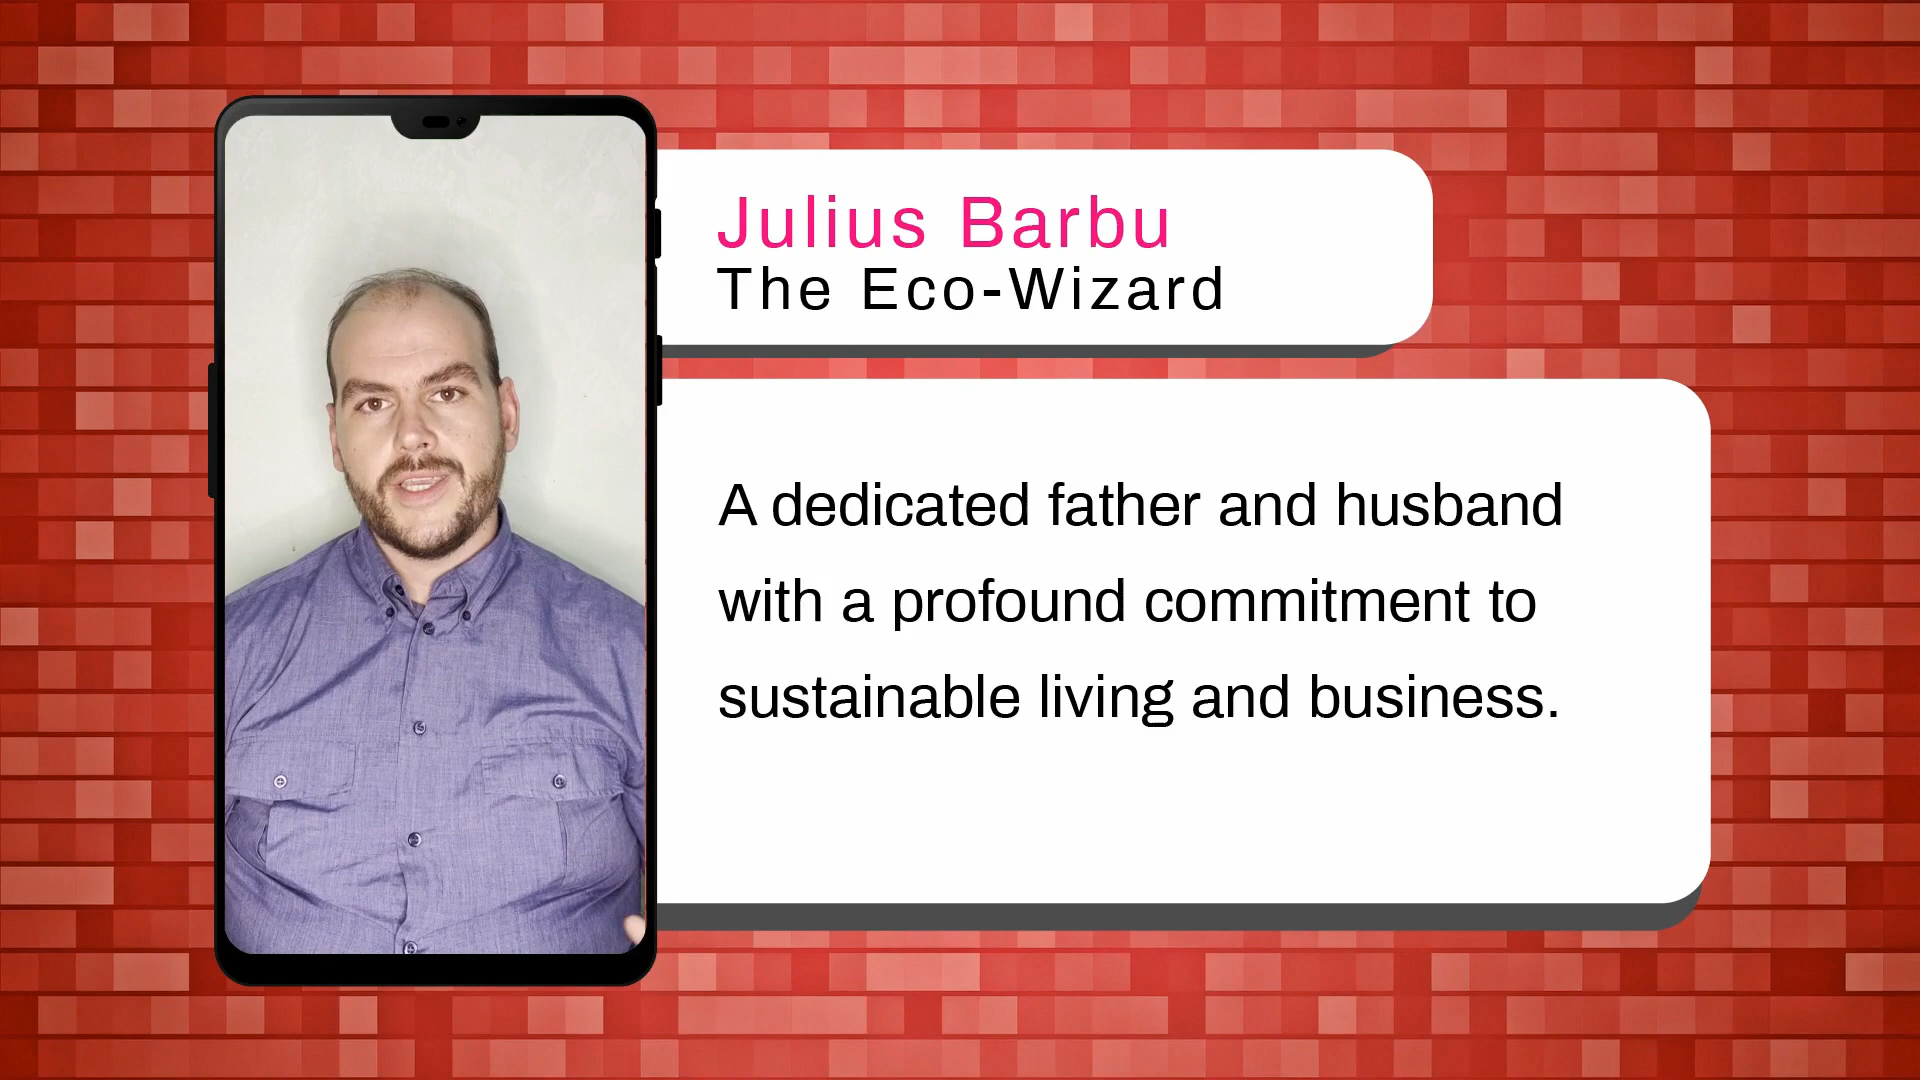 Julius Barbu
The Eco-Wizard
A dedicated father and husband
with a profound commitment to
sustainable living and business.